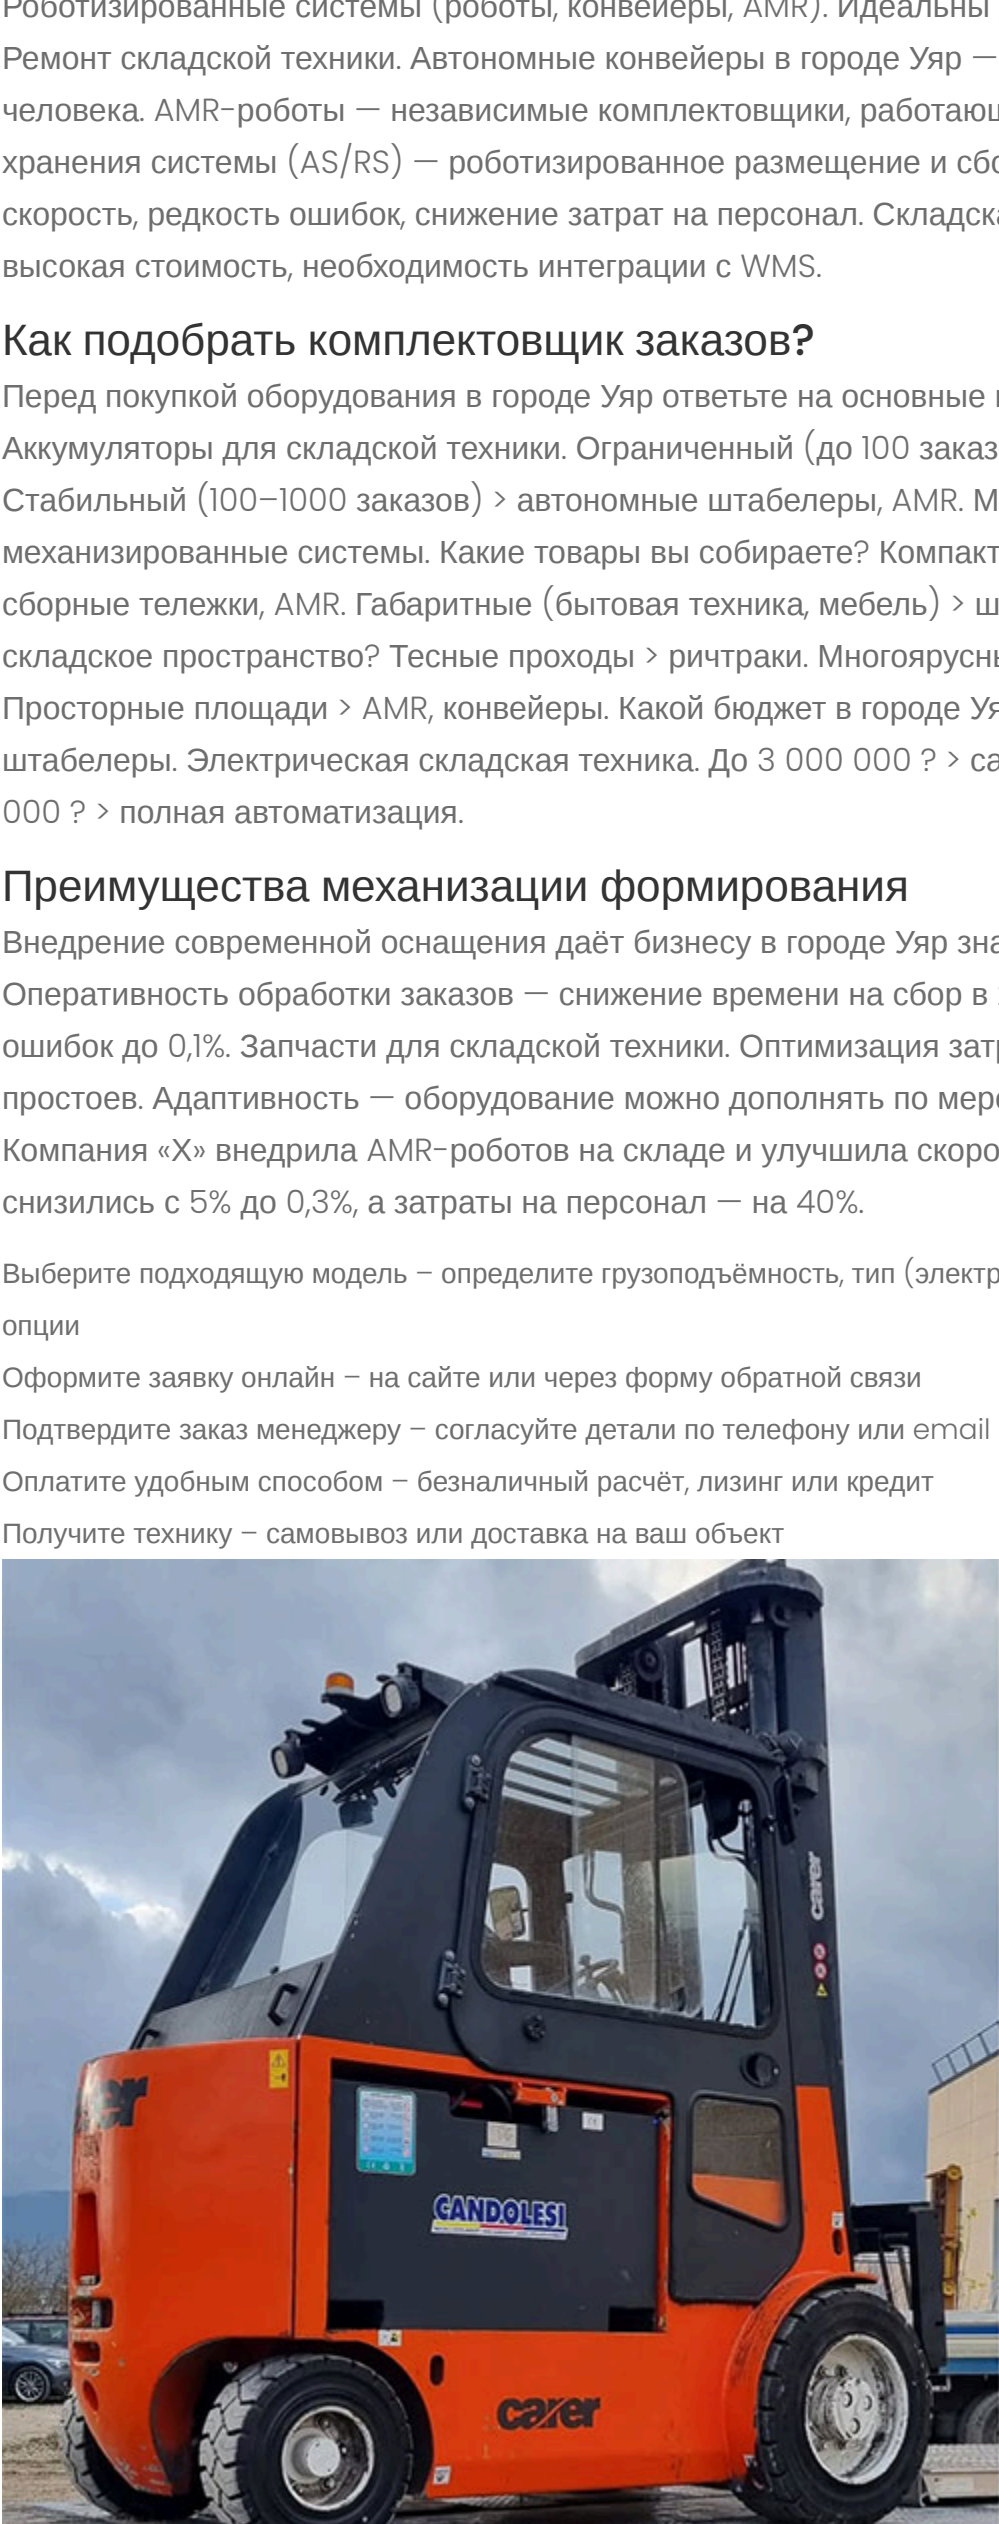 Роботизированные системы (роботы, конвейеры, AMR). Идеальны
Ремонт складской техники. Автономные конвейеры в городе Уяр —
человека. AMR-роботы — независимые комплектовщики, работающ
хранения системы (AS/RS) — роботизированное размещение и сбо
скорость, редкость ошибок, снижение затрат на персонал. Складска
высокая стоимость, необходимость интеграции с WMS.
Как подобрать комплектовщик заказов?
Перед покупкой оборудования в городе Уяр ответьте на основные
Аккумуляторы для складской техники. Ограниченный (до 100 заказ
Стабильный (100–1000 заказов) > автономные штабелеры, AMR. М
механизированные системы. Какие товары вы собираете? Компакт
сборные тележки, AMR. Габаритные (бытовая техника, мебель) > ш
складское пространство? Тесные проходы > ричтраки. Многоярусн
Просторные площади > AMR, конвейеры. Какой бюджет в городе Уя
штабелеры. Электрическая складская техника. До 3 000 000 ? > са
000 ? > полная автоматизация.
Преимущества механизации формирования
Внедрение современной оснащения даёт бизнесу в городе Уяр зна
Оперативность обработки заказов — снижение времени на сбор в
ошибок до 0,1%. Запчасти для складской техники. Оптимизация зат
простоев. Адаптивность — оборудование можно дополнять по мер
Компания «Х» внедрила AMR-роботов на складе и улучшила скоро
снизились с 5% до 0,3%, а затраты на персонал — на 40%.
Выберите подходящую модель – определите грузоподъёмность, тип (электр
опции
Оформите заявку онлайн – на сайте или через форму обратной связи
Подтвердите заказ менеджеру – согласуйте детали по телефону или email
Оплатите удобным способом – безналичный расчёт, лизинг или кредит
Получите технику – самовывоз или доставка на ваш объект
carer
er
CANDOLESI
carer